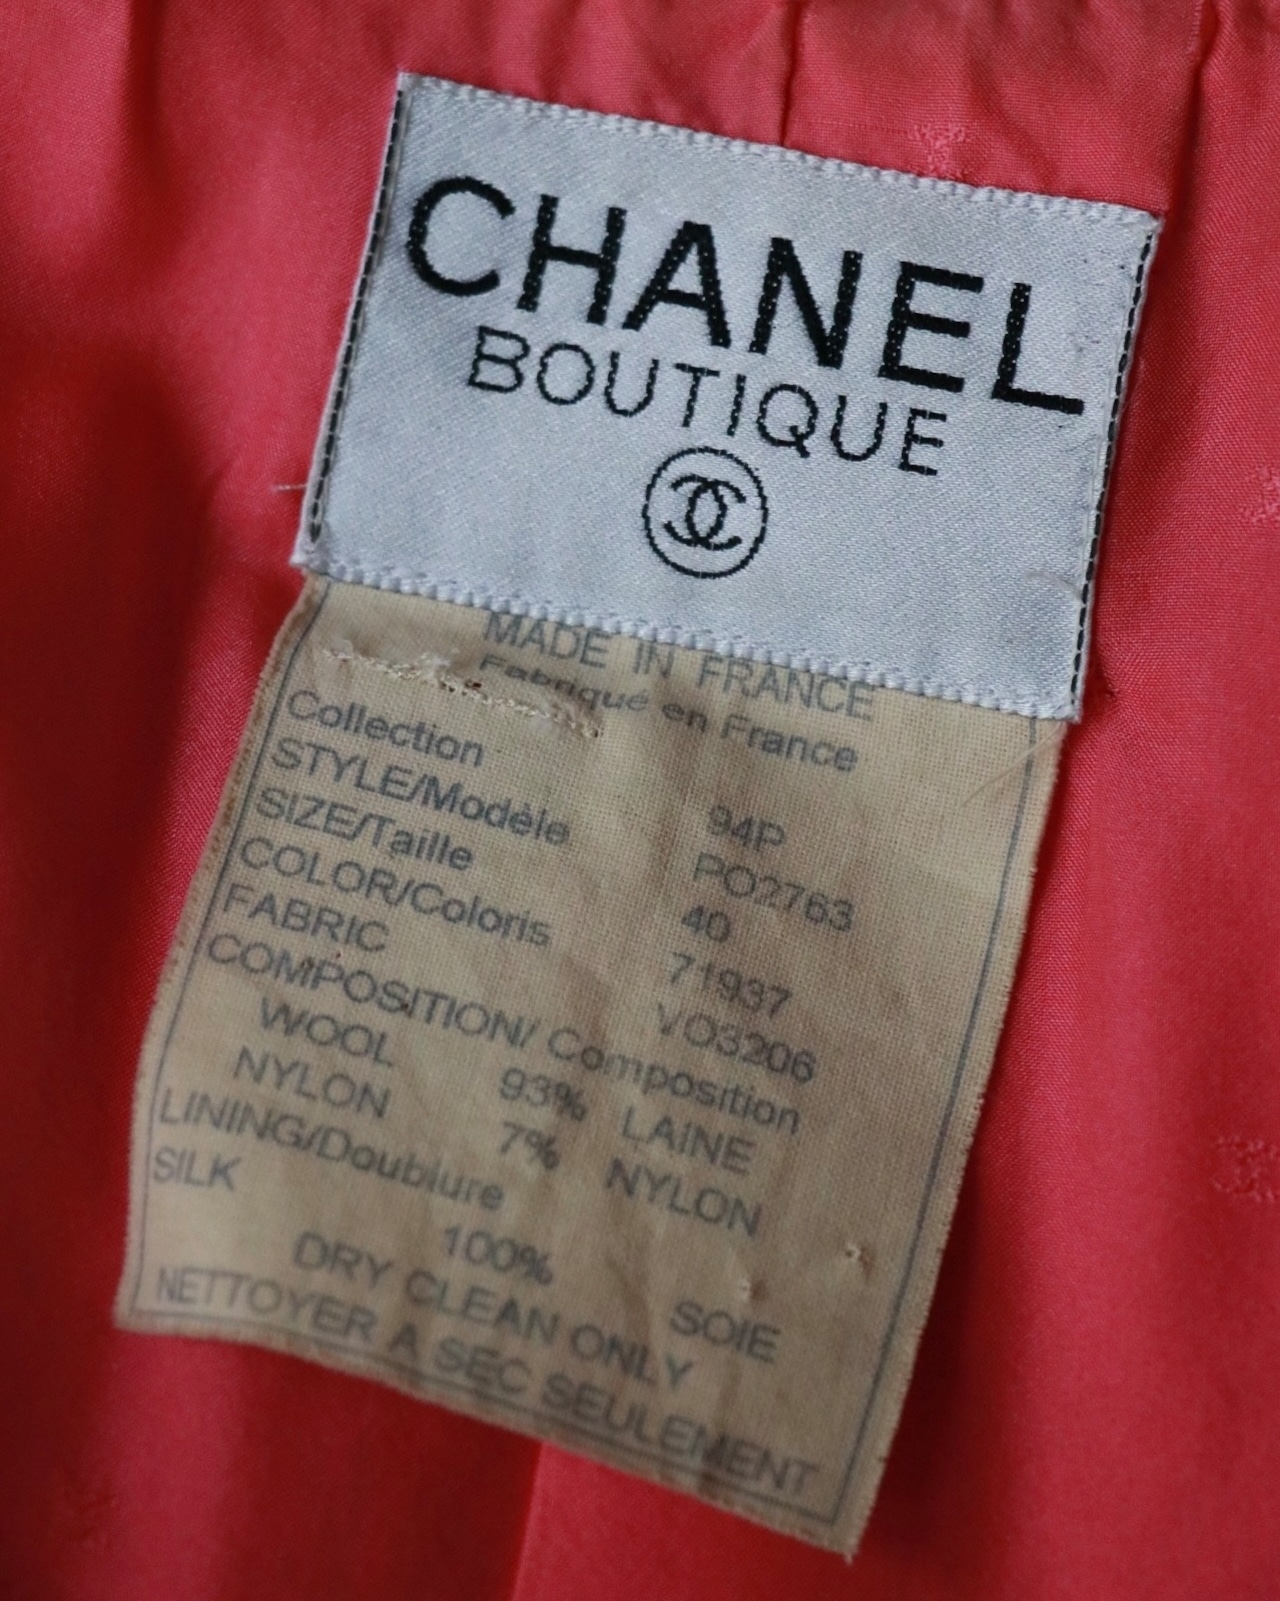 CHANEL
BOUTIQUE
MADE IN FRANCE
Fabriqué en France
Collection 94P
STYLE/Modèle PO2763
SIZE/Taille 40
COLOR/Coloris 71937
FABRIC VO3206
COMPOSITION/ Composition
WOOL 93% LAINE
NYLON 7% NYLON
LINING/Doublure
SILK 100% SOIE
DRY CLEAN ONLY
NETTOYER A SEC SEULEMENT